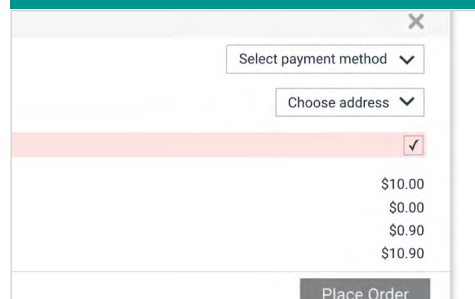 Select payment method
Choose address
$10.00
$0.00
$0.90
$10.90
Place Order